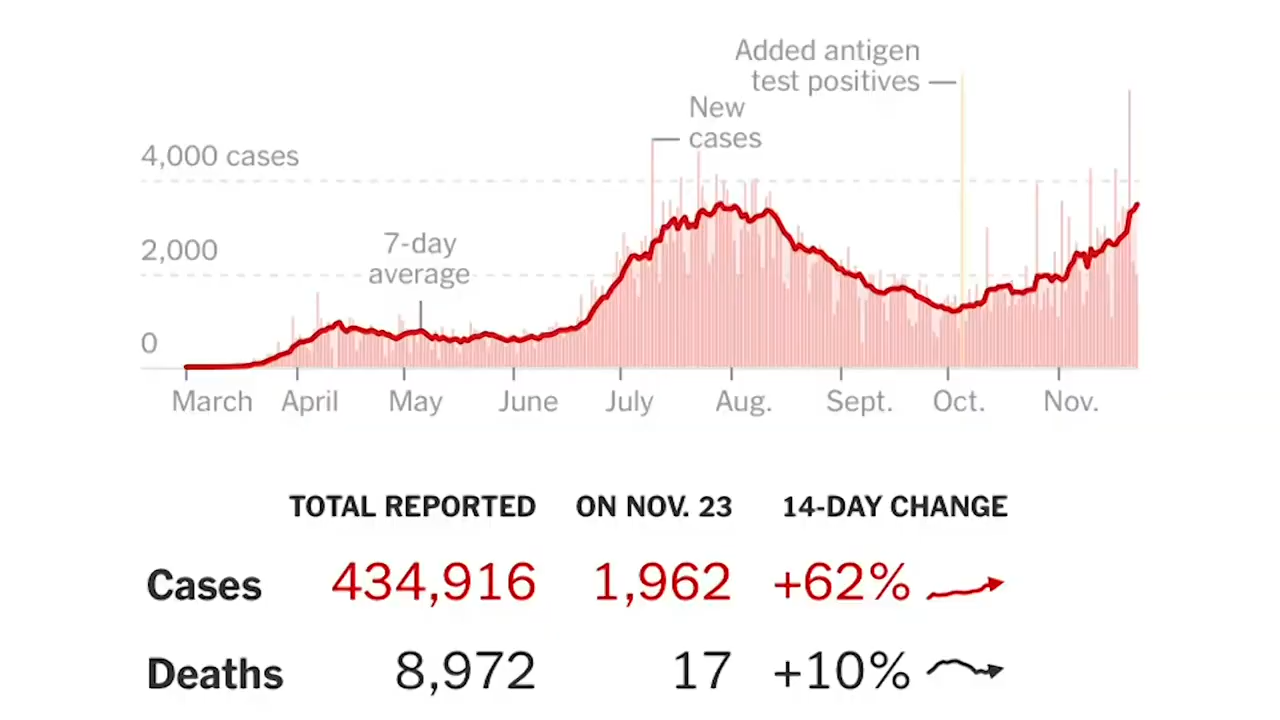 Added antigen
test positives
New
cases
4,000 cases
7-day
average
2,000
0
March April May June July Aug. Sept. Oct. Nov.
TOTAL REPORTED ON NOV. 23 14-DAY CHANGE
Cases 434,916 1,962 +62%
Deaths 8,972 17 +10%